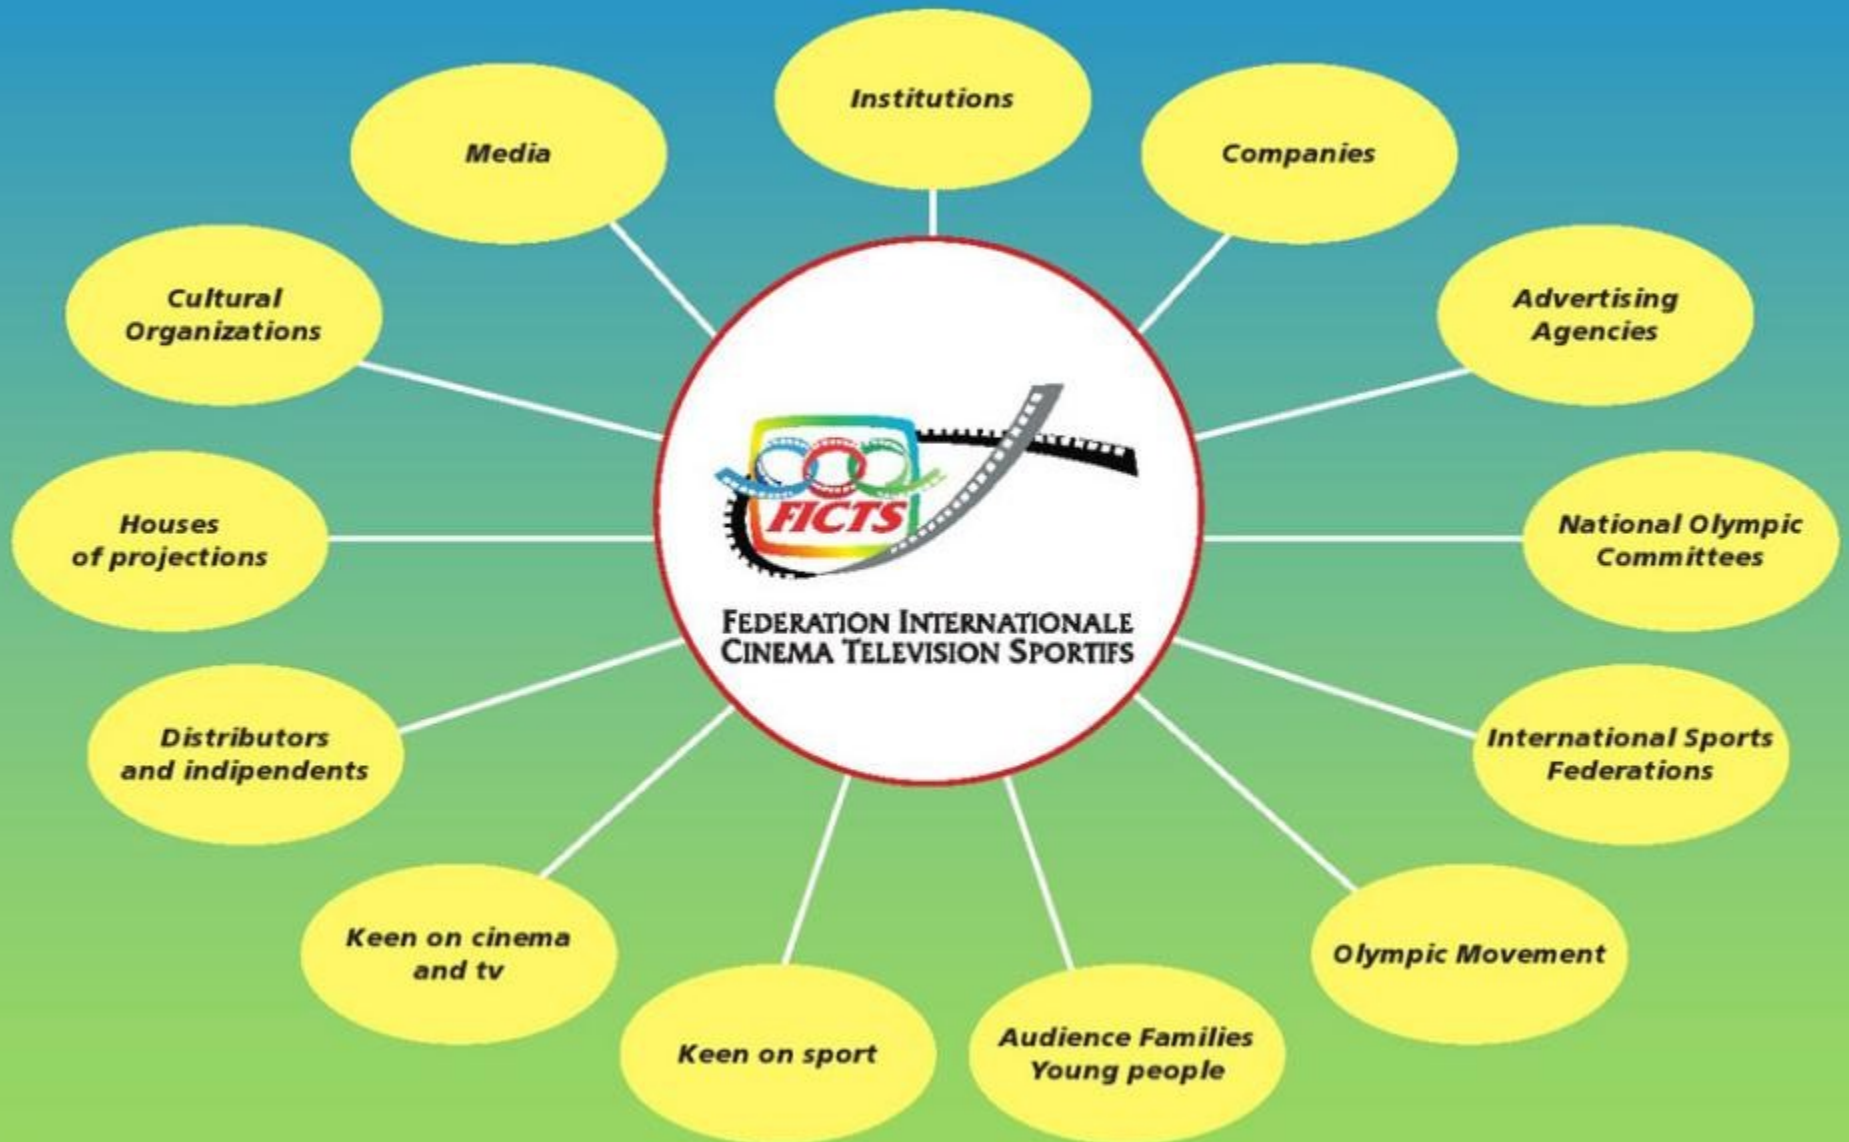 Institutions
Media
Companies
Cultural
Organizations
Advertising
Agencies
FICTS
Houses
of projections
National Olympic
Committees
FEDERATION INTERNATIONALE
CINEMA TELEVISION SPORTIFS
Distributors
and indipendents
International Sports
Federations
Keen on cinema
and tv
Olympic Movement
Keen on sport
Audience Families
Young people